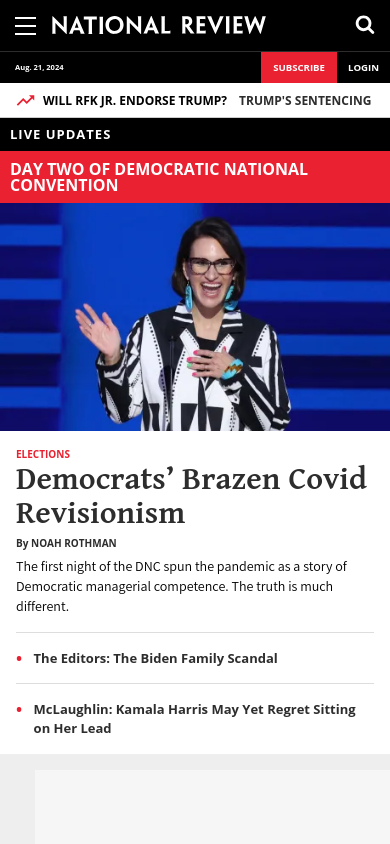 NATIONAL REVIEW
Aug. 21, 2024
SUBSCRIBE
LOGIN
WILL RFK JR. ENDORSE TRUMP? TRUMP'S SENTENCING
LIVE UPDATES
DAY TWO OF DEMOCRATIC NATIONAL
CONVENTION
ELECTIONS
Democrats’ Brazen Covid
Revisionism
By NOAH ROTHMAN
The first night of the DNC spun the pandemic as a story of
Democratic managerial competence. The truth is much
different.
• The Editors: The Biden Family Scandal
• McLaughlin: Kamala Harris May Yet Regret Sitting
on Her Lead